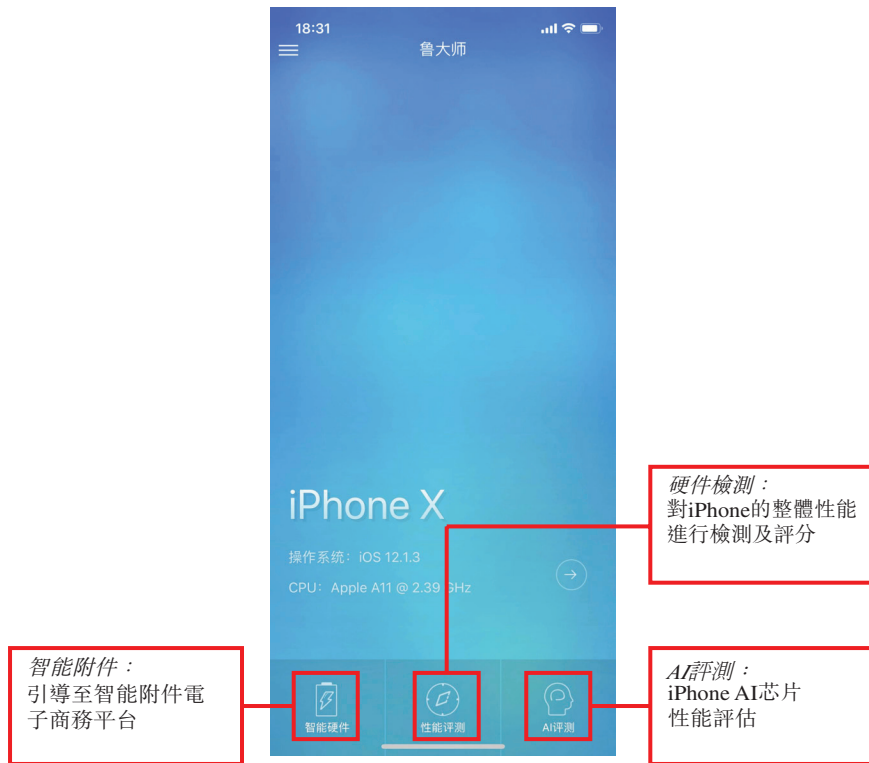 18:31
鲁大师
硬件檢測：
對iPhone的整體性能
進行檢測及評分
iPhone X
操作系统：iOS 12.1.3
CPU：Apple A11 @ 2.39 GHz
智能附件：
引導至智能附件電
子商務平台
AI評測：
iPhone AI芯片
性能評估
智能硬件
性能评测
AI评测